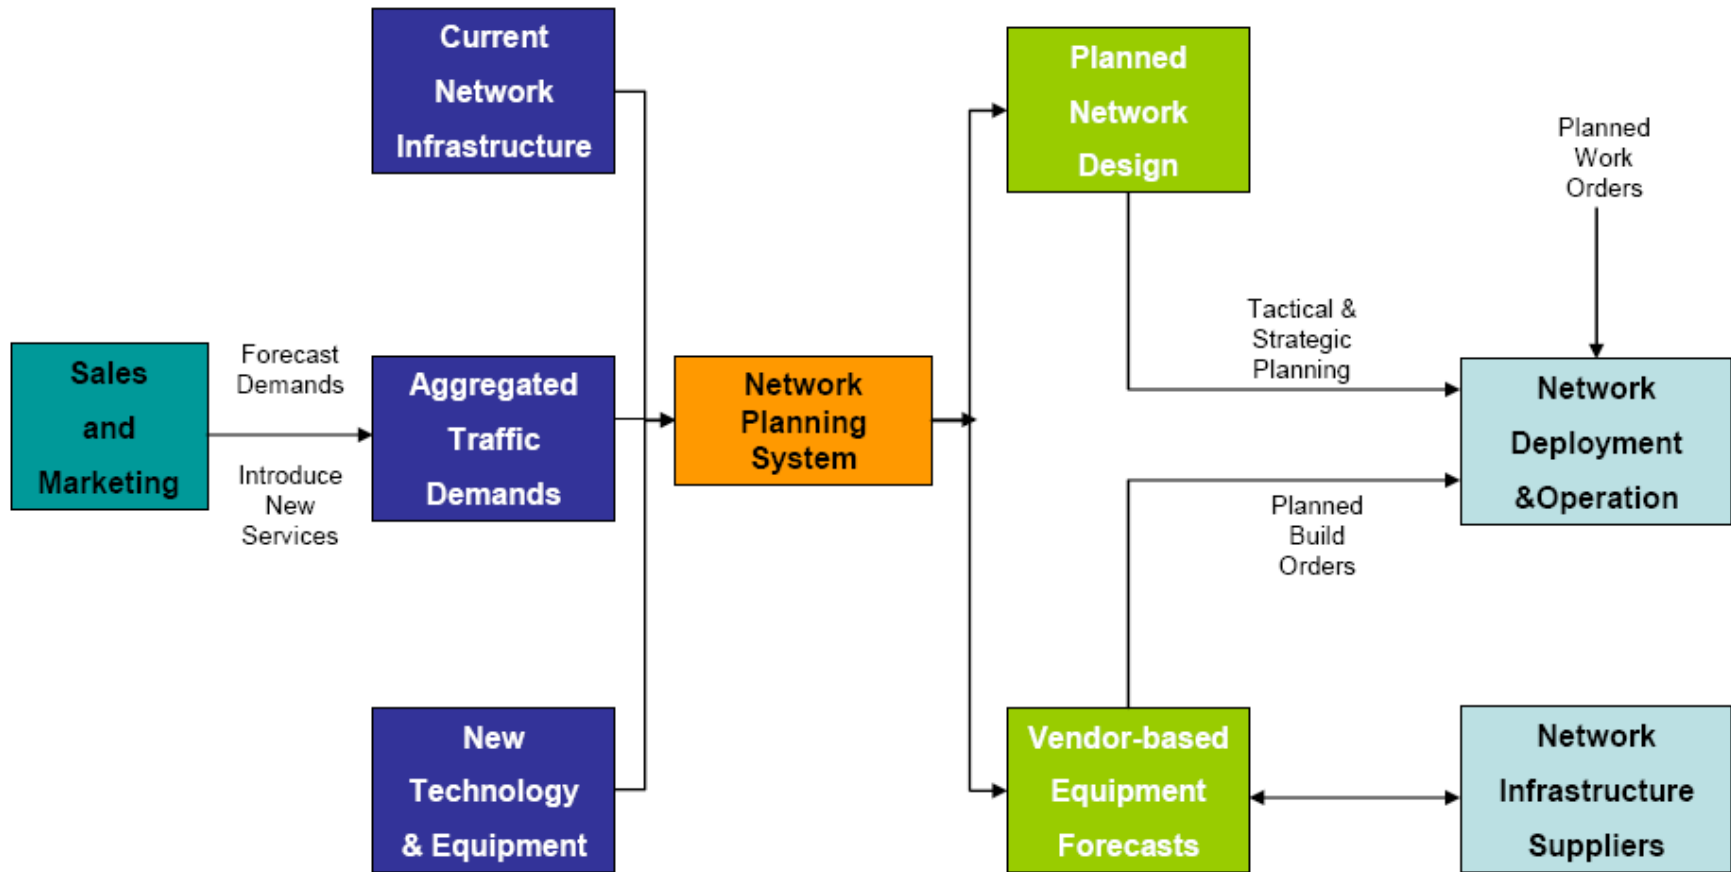 Current
Network
Infrastructure
Planned
Network
Design
Planned
Work
Orders
Sales
and
Marketing
Forecast
Demands
Introduce
New
Services
Aggregated
Traffic
Demands
Network
Planning
System
Tactical &
Strategic
Planning
Planned
Build
Orders
Network
Deployment
&Operation
New
Technology
& Equipment
Vendor-based
Equipment
Forecasts
Network
Infrastructure
Suppliers